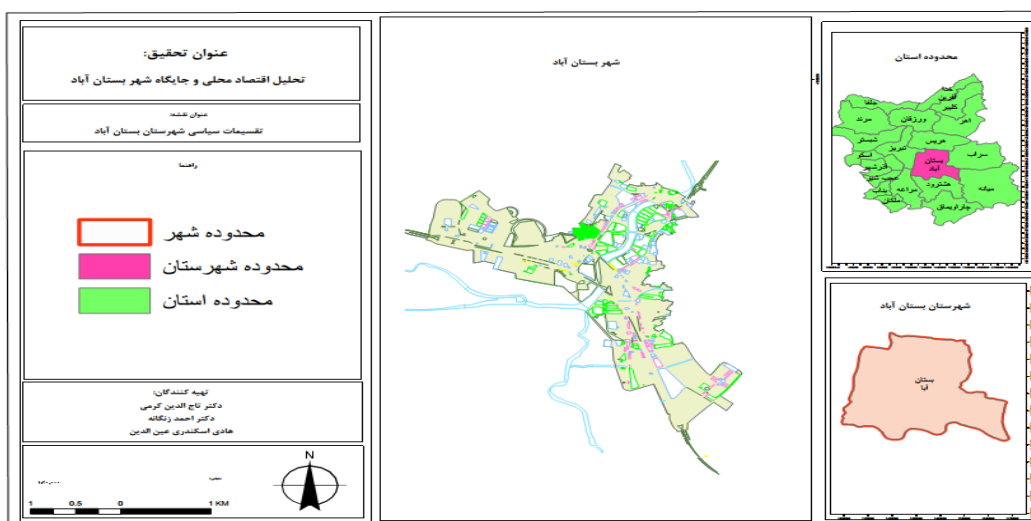 عنوان تحقیق:
تحلیل اقتصاد محلی و جایگاه شهر بستان آباد
عنوان نقشه:
تقسیمات سیاسی شهرستان بستان آباد
راهنما
محدوده شهر
محدوده شهرستان
محدوده استان
تهیه کنندگان:
دکتر تاج الدین کرمی
دکتر احمد زنگانه
هادی اسکندری عین الدین
N
1 0.5 0 1 KM
شهر بستان آباد
محدوده استان
خدا
آفرین
کلیبر
جلفا
اهر
ورزقان
مرند
هریس
شبستر
تبریز
سراب
اسکو
بستان
آباد
آذرشهر
عجب شیر
میانه
هشترود
مراغه
بناب
ملکان
چاراویماق
شهرستان بستان آباد
بستان
آبا